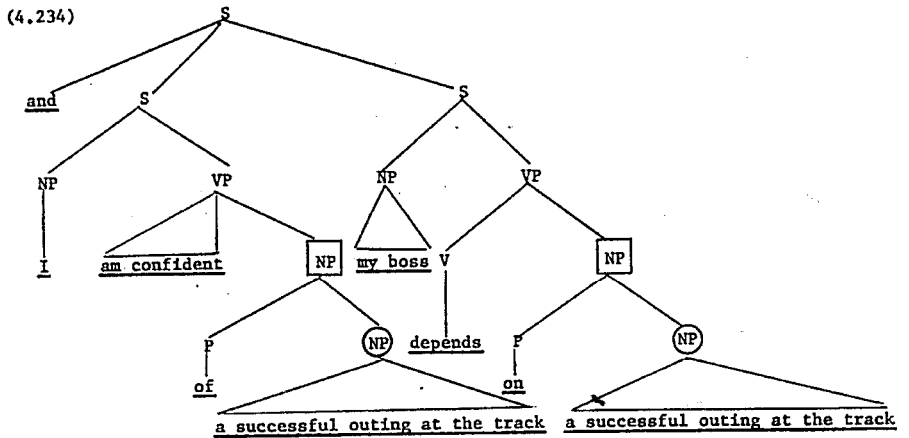 (4.234) S
and S S
NP VP NP VP
I am confident NP my boss V NP
P NP depends P NP
of on
a successful outing at the track a successful outing at the track